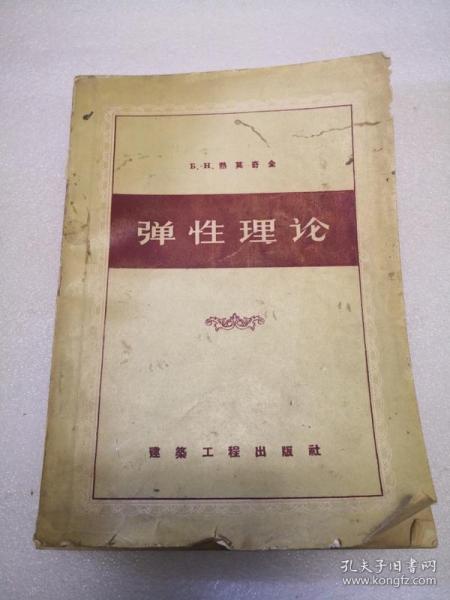 Б. Н. 热莫奇金
弹性理论
建築工程出版社
孔夫子旧书网
www.kongfz.com